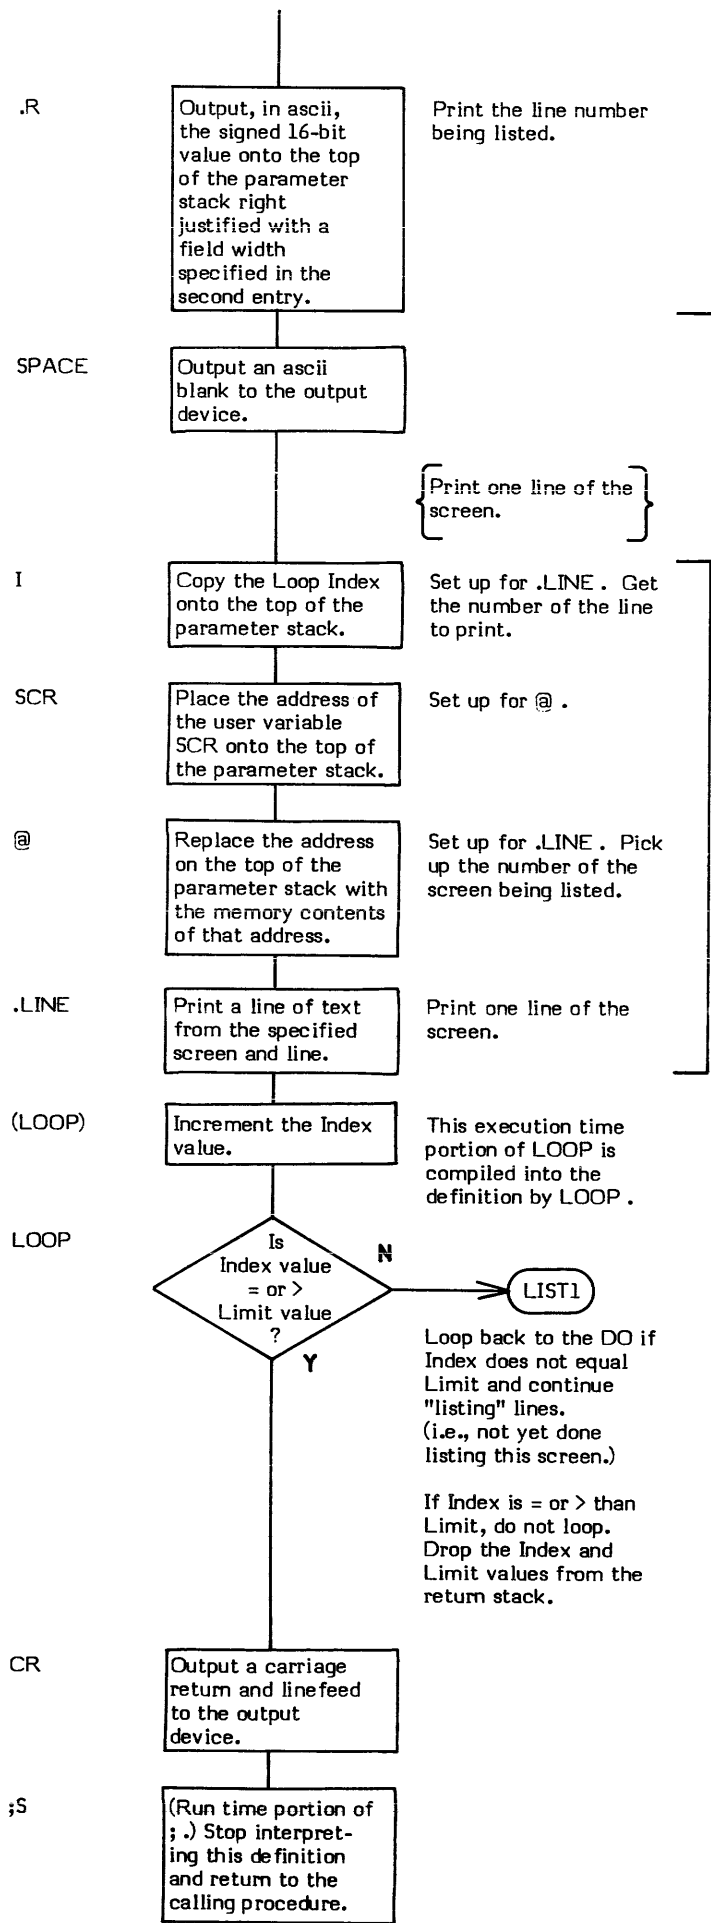 .R
Output, in ascii,
the signed 16-bit
value onto the top
of the parameter
stack right
justified with a
field width
specified in the
second entry.
Print the line number
being listed.
SPACE
Output an ascii
blank to the output
device.
Print one line of the
screen.
I
Copy the Loop Index
onto the top of the
parameter stack.
Set up for .LINE . Get
the number of the line
to print.
SCR
Place the address of
the user variable
SCR onto the top of
the parameter stack.
Set up for @ .
@
Replace the address
on the top of the
parameter stack with
the memory contents
of that address.
Set up for .LINE . Pick
up the number of the
screen being listed.
.LINE
Print a line of text
from the specified
screen and line.
Print one line of the
screen.
(LOOP)
Increment the Index
value.
This execution time
portion of LOOP is
compiled into the
definition by LOOP .
LOOP
Is
Index value
= or >
Limit value
?
N
LIST1
Y
Loop back to the DO if
Index does not equal
Limit and continue
"listing" lines.
(i.e., not yet done
listing this screen.)
If Index is = or > than
Limit, do not loop.
Drop the Index and
Limit values from the
return stack.
CR
Output a carriage
return and linefeed
to the output
device.
;S
(Run time portion of
; .) Stop interpret-
ing this definition
and return to the
calling procedure.